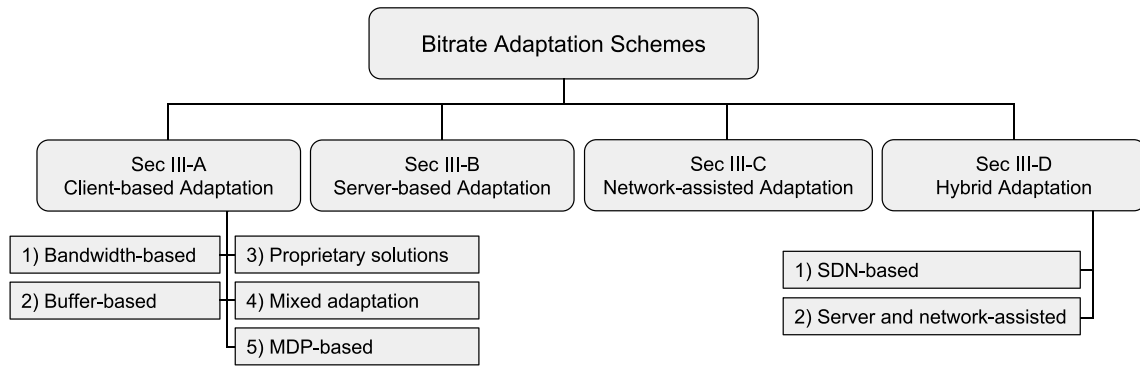 Bitrate Adaptation Schemes
Sec III-A
Client-based Adaptation
Sec III-B
Server-based Adaptation
Sec III-C
Network-assisted Adaptation
Sec III-D
Hybrid Adaptation
1) Bandwidth-based
2) Buffer-based
3) Proprietary solutions
4) Mixed adaptation
5) MDP-based
1) SDN-based
2) Server and network-assisted